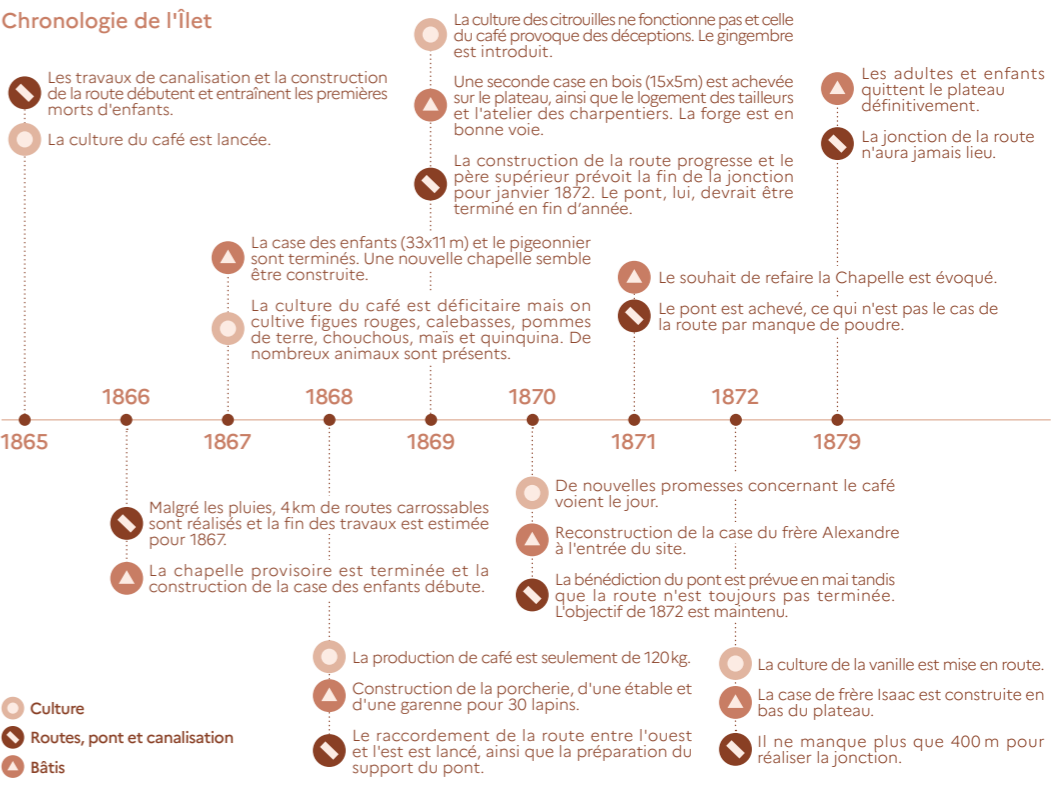 Chronologie de l'Îlet
Les travaux de canalisation et la construction
de la route débutent et entraînent les premières
morts d'enfants.
La culture du café est lancée.
La case des enfants (33x11 m) et le pigeonnier
sont terminés. Une nouvelle chapelle semble
être construite.
La culture du café est déficitaire mais on
cultive figues rouges, calebasses, pommes
de terre, chouchous, maïs et quinquina. De
nombreux animaux sont présents.
La culture des citrouilles ne fonctionne pas et celle
du café provoque des déceptions. Le gingembre
est introduit.
Une seconde case en bois (15x5m) est achevée
sur le plateau, ainsi que le logement des tailleurs
et l'atelier des charpentiers. La forge est en
bonne voie.
La construction de la route progresse et le
père supérieur prévoit la fin de la jonction
pour janvier 1872. Le pont, lui, devrait être
terminé en fin d'année.
Le souhait de refaire la Chapelle est évoqué.
Le pont est achevé, ce qui n'est pas le cas de
la route par manque de poudre.
Les adultes et enfants
quittent le plateau
définitivement.
La jonction de la route
n'aura jamais lieu.
1866
1868
1870
1872
1865
1867
1869
1871
1879
Malgré les pluies, 4 km de routes carrossables
sont réalisés et la fin des travaux est estimée
pour 1867.
La chapelle provisoire est terminée et la
construction de la case des enfants débute.
La production de café est seulement de 120 kg.
Construction de la porcherie, d'une étable et
d'une garenne pour 30 lapins.
Le raccordement de la route entre l'ouest
et l'est est lancé, ainsi que la préparation du
support du pont.
De nouvelles promesses concernant le café
voient le jour.
Reconstruction de la case du frère Alexandre
à l'entrée du site.
La bénédiction du pont est prévue en mai tandis
que la route n'est toujours pas terminée.
L'objectif de 1872 est maintenu.
La culture de la vanille est mise en route.
La case de frère Isaac est construite en
bas du plateau.
Il ne manque plus que 400 m pour
réaliser la jonction.
Culture
Routes, pont et canalisation
Bâtis